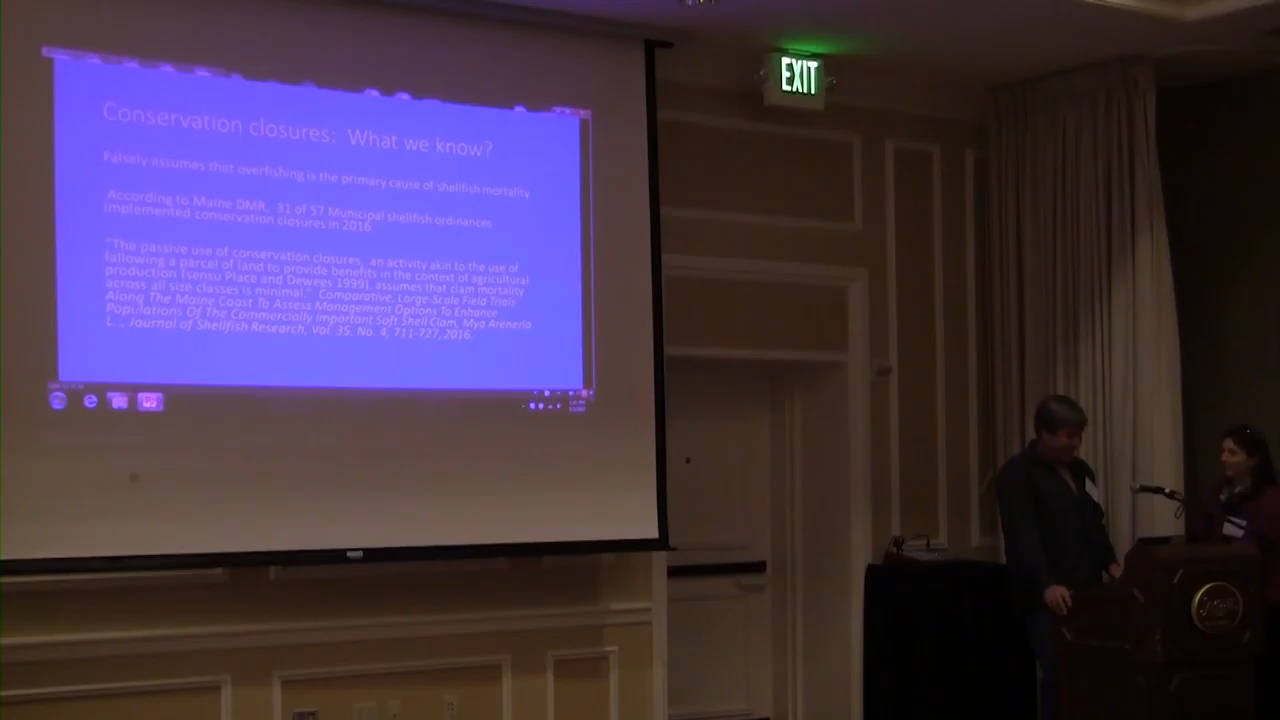 EXIT
Conservation closures: What we know?
Falsely assumes that overfishing is the primary cause of shellfish mortality
According to Maine DMR, 31 of 57 Municipal shellfish ordinances
implemented conservation closures in 2016
"The passive use of conservation closures, an activity akin to the use of
fallowing a parcel of land to provide benefits in the context of agricultural
production (sensu Place and Dewees 1999), assumes that clam mortality
across all size classes is minimal." Comparative, Large-Scale Field Trials
Along The Maine Coast To Assess Management Options To Enhance
Populations Of The Commercially Important Soft Shell Clam, Mya Areneria
L... Journal of Shellfish Research, Vol. 35. No. 4, 711-727, 2016.